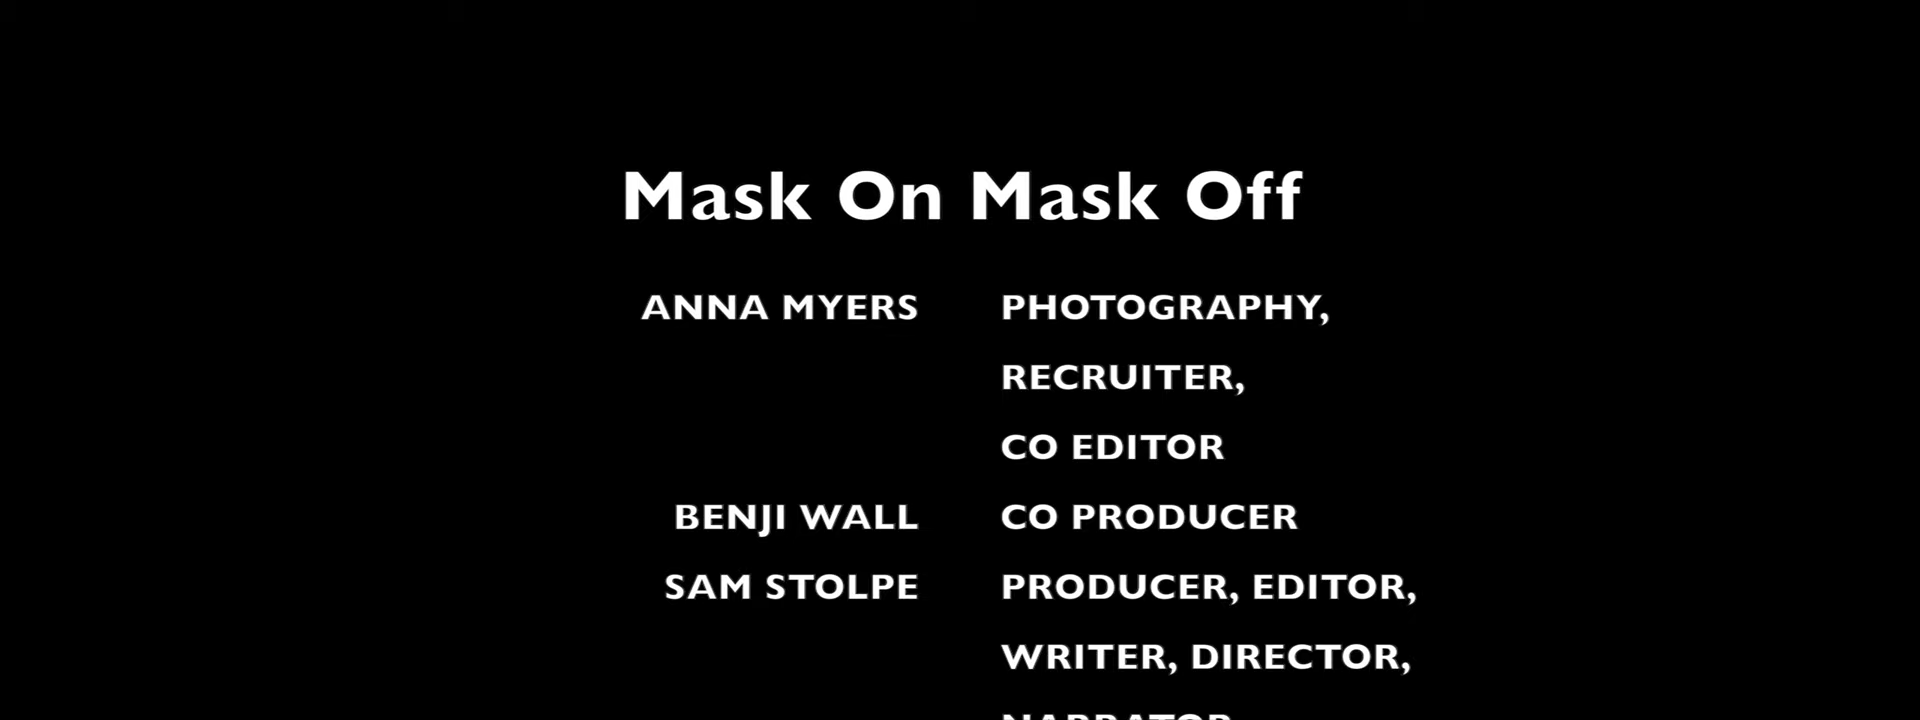 Mask On Mask Off
ANNA MYERS PHOTOGRAPHY,
RECRUITER,
CO EDITOR
BENJI WALL CO PRODUCER
SAM STOLPE PRODUCER, EDITOR,
WRITER, DIRECTOR,